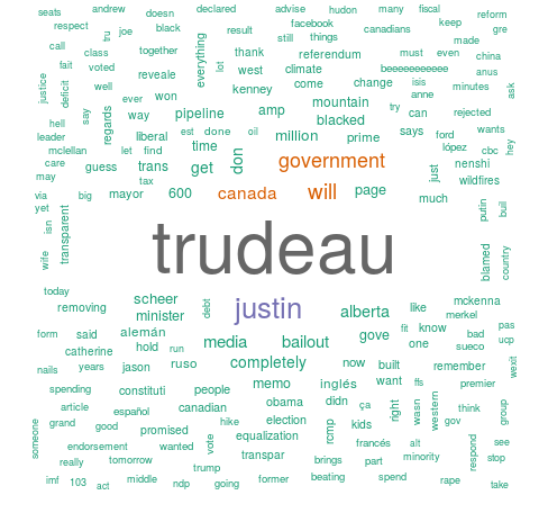 seats andrew doesn declared advise hudon many fiscal reform
respect tru joe black result facebook canadians keep gre
call class together everything still things made
fait voted reveale lot thank referendum must even china
justice deficit well west climate beeeeeeeeeee anus
ever won kenney come change isis anne minutes ask
say regards way pipeline amp mountain try can rejected
hell liberal est done oil million blacked says ford wants
leader mclellan let find time prime lópez cbc hey
care guess trans get don government just nenshi
may tax wildfires
via big mayor 600 canada will page much putin buil
yet isn transparent
trudeau
wife blamed country
today
removing scheer debt justin alberta like mckenna
minister merkel
form said alemán media bailout gove fit know bad pas
catherine hold run one sueco ucp
nails years jason ruso completely now built remember wexit
spending constituti people memo inglés want ffs premier
article español canadian obama didn ça right wasn western think group
someone grand good hike election rcmp kids gov
endorsement promised wanted vote equalization francés alt respond see
really tomorrow transpar brings part minority stop
trump
imf 103 act middle ndp going former beating spend rape take